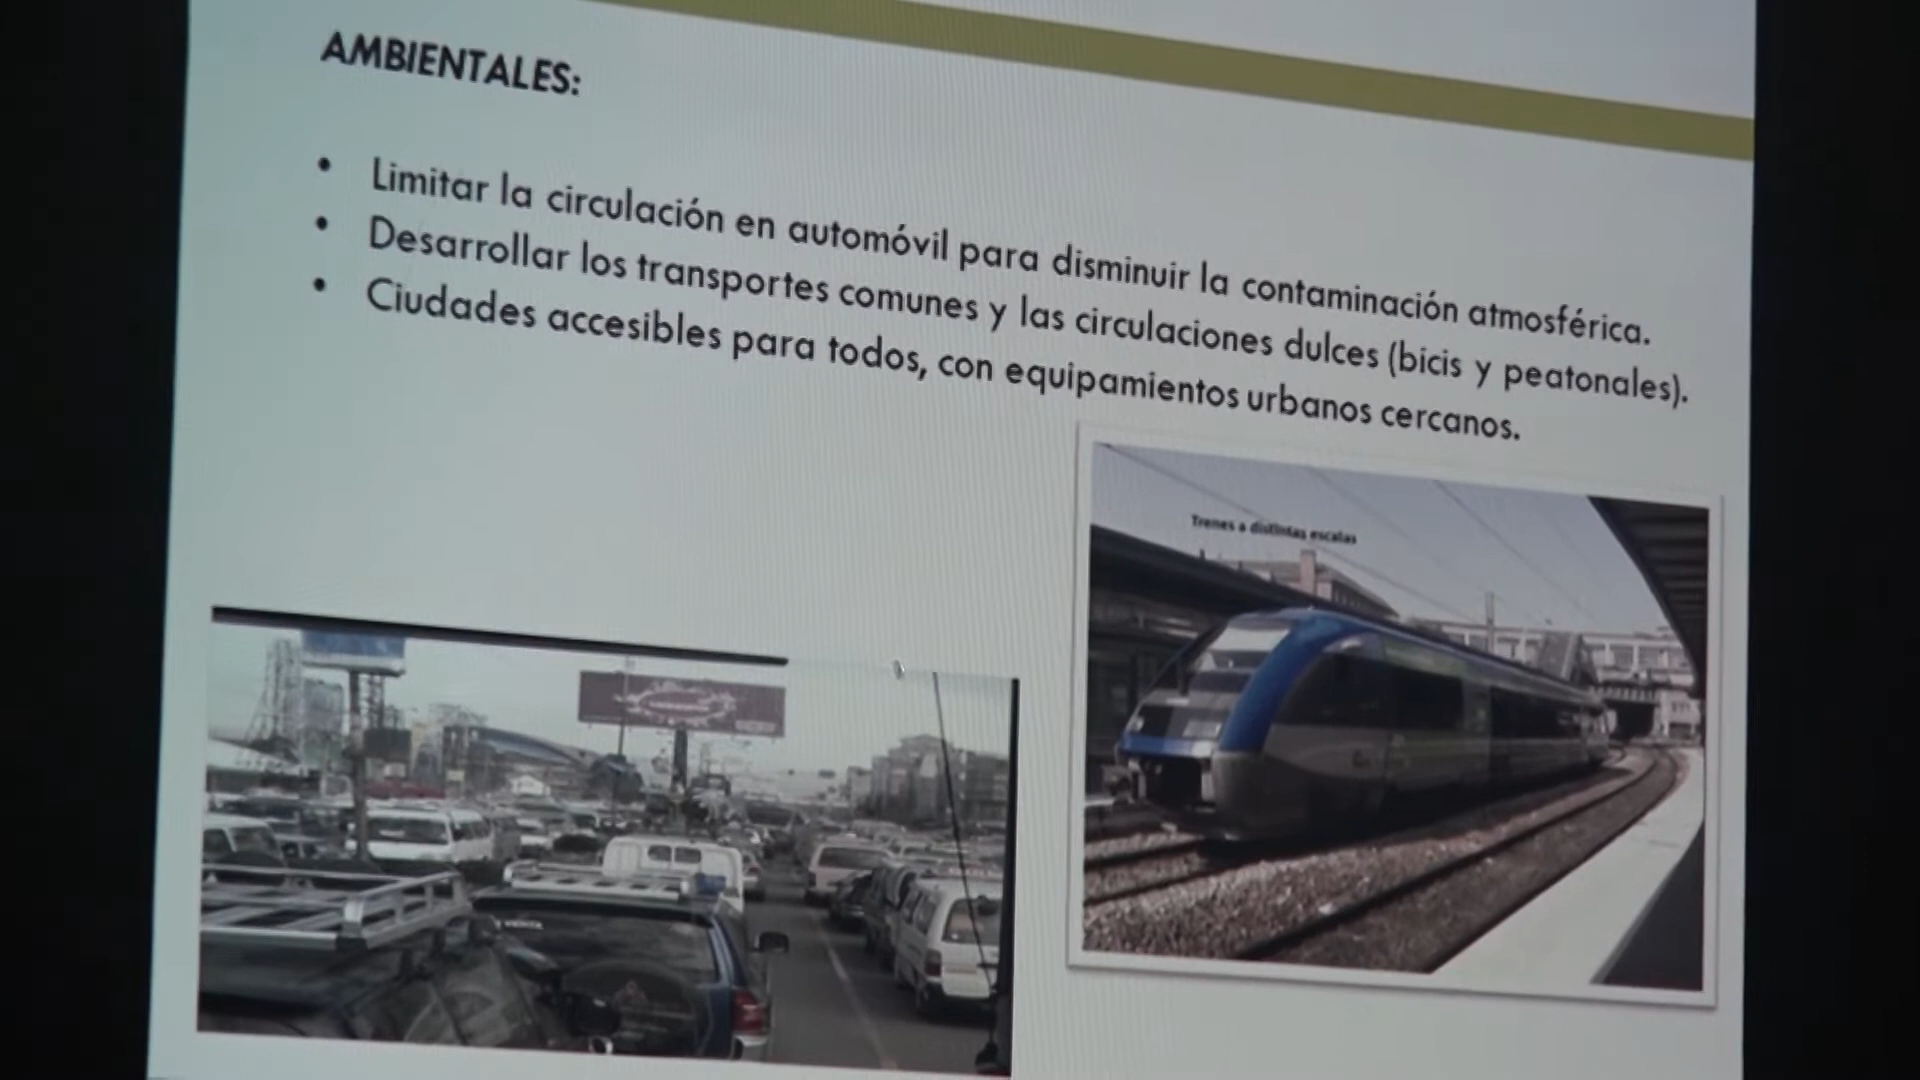 AMBIENTALES:
• Limitar la circulación en automóvil para disminuir la contaminación atmosférica.
• Desarrollar los transportes comunes y las circulaciones dulces (bicis y peatonales).
• Ciudades accesibles para todos, con equipamientos urbanos cercanos.
Trenes a distintas escalas